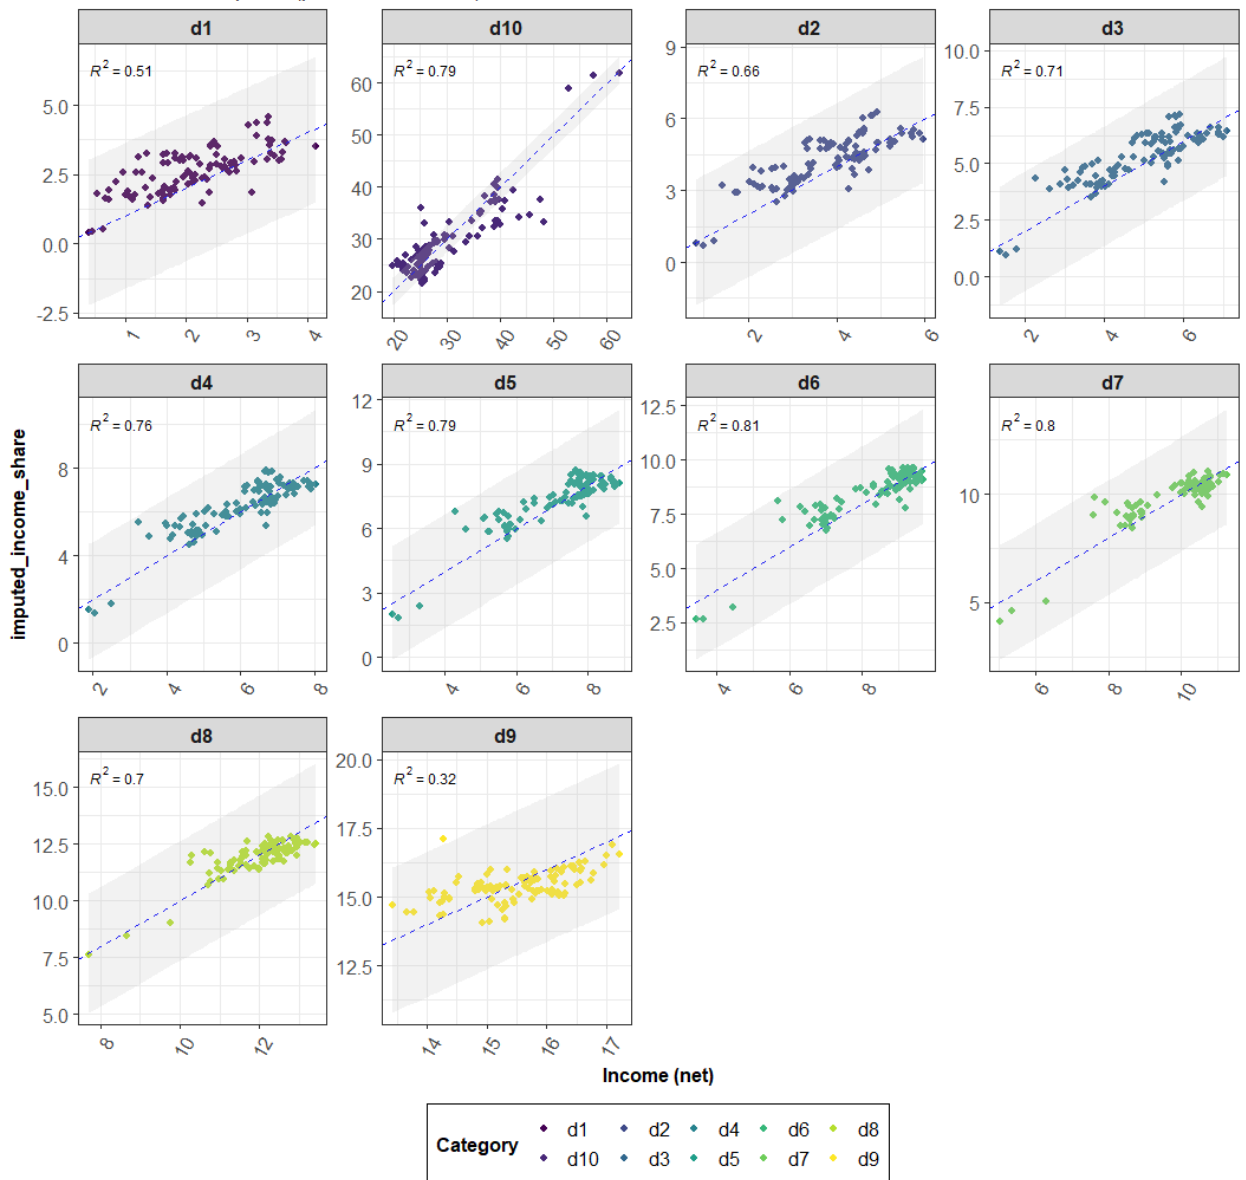 d1 d10 d2 d3
R² = 0.51 R² = 0.79 R² = 0.66 R² = 0.71
5.0 2.5 0.0 -2.5
60 50 40 30 20
9 6 3 0
10.0 7.5 5.0 2.5 0.0
1 2 3 4
20 30 40 50 60
2 4 6
2 4 6
d4 d5 d6 d7
R² = 0.76 R² = 0.79 R² = 0.81 R² = 0.8
8 4 0
12 9 6 3 0
12.5 10.0 7.5 5.0 2.5
10 5
2 4 6 8
4 6 8
4 6 8
6 8 10
imputed_income_share
d8 d9
R² = 0.7 R² = 0.32
15.0 12.5 10.0 7.5 5.0
20.0 17.5 15.0 12.5
8 10 12
14 15 16 17
Income (net)
Category
d1 d2 d4 d6 d8
d10 d3 d5 d7 d9